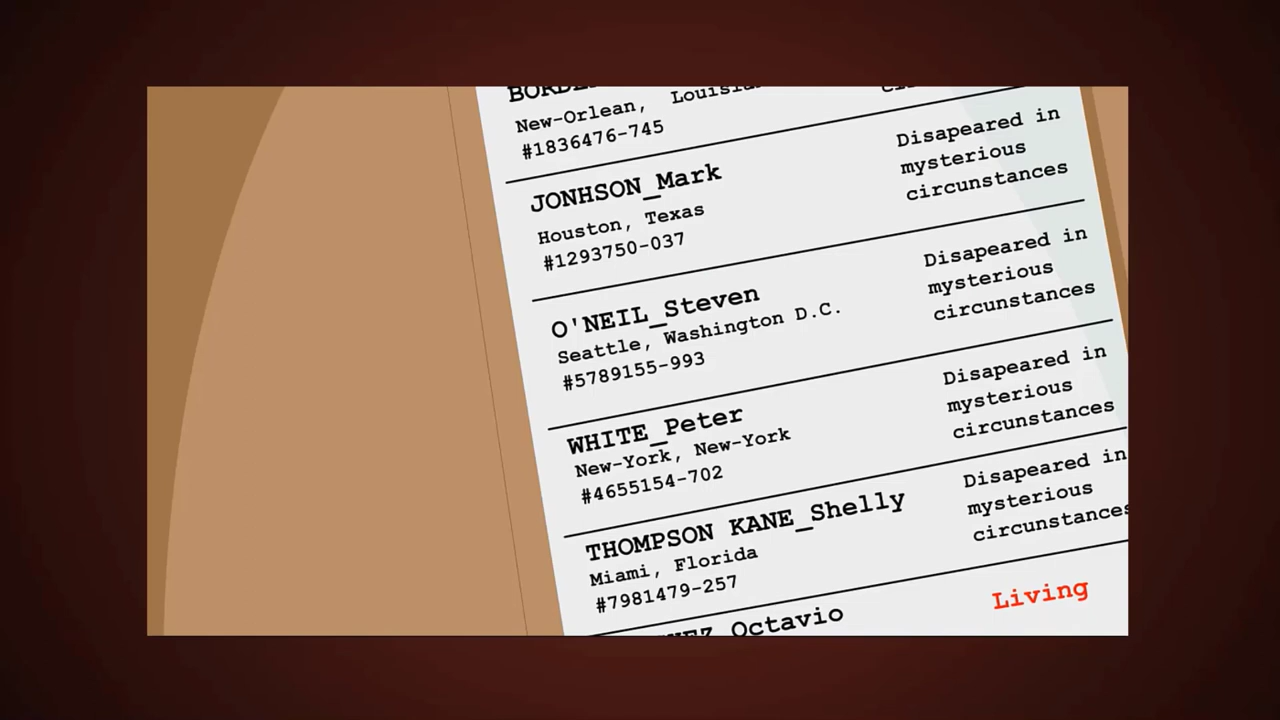 New-Orlean,
#1836476-745
JONHSON_Mark
Houston, Texas
#1293750-037
Disapeared in
mysterious
circunstances
O'NEIL_Steven
Seattle, Washington D.C.
#5789155-993
Disapeared in
mysterious
circunstances
WHITE_Peter
New-York, New-York
#4655154-702
Disapeared in
mysterious
circunstances
THOMPSON KANE_Shelly
Miami, Florida
#7981479-257
Disapeared in
mysterious
circunstances
Octavio
Living